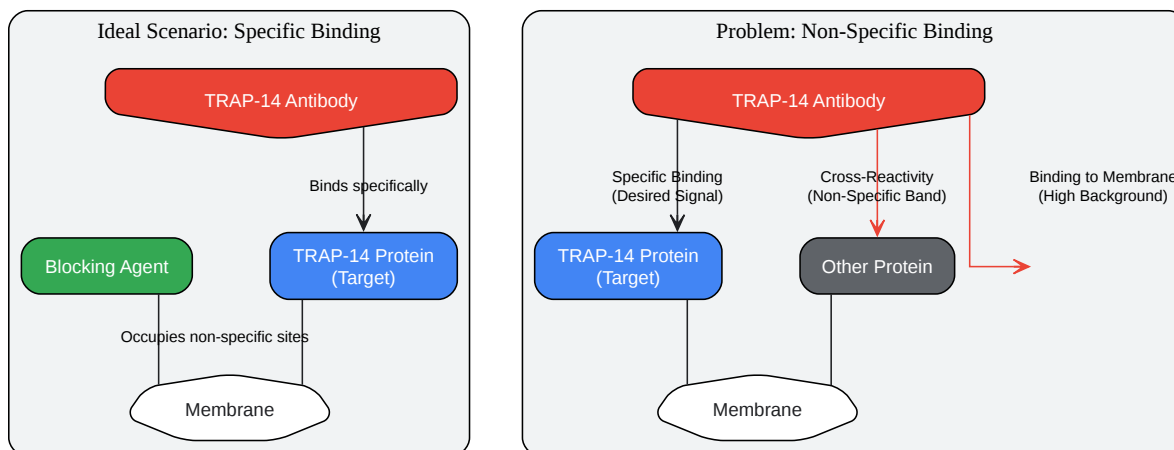 Ideal Scenario: Specific Binding
TRAP-14 Antibody
Binds specifically
Blocking Agent
TRAP-14 Protein
(Target)
Occupies non-specific sites
Membrane
Problem: Non-Specific Binding
TRAP-14 Antibody
Specific Binding
(Desired Signal)
Cross-Reactivity
(Non-Specific Band)
Binding to Membrane
(High Background)
TRAP-14 Protein
(Target)
Other Protein
Membrane